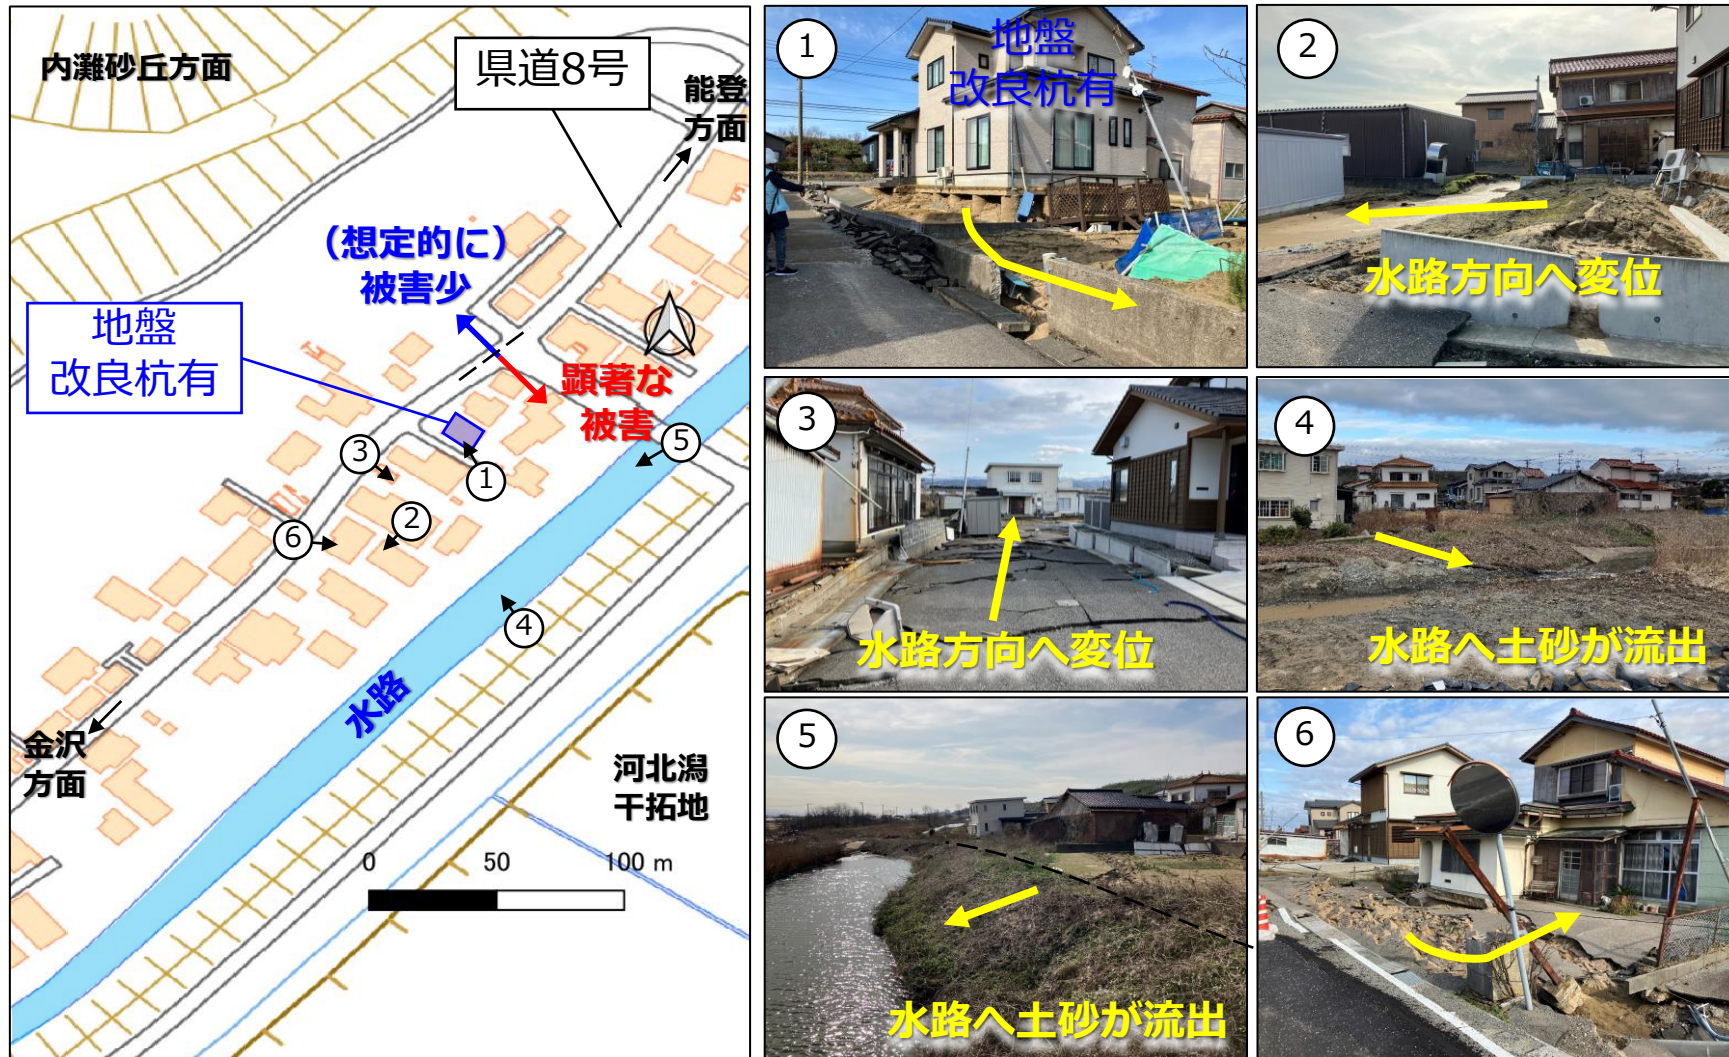 内灘砂丘方面
県道8号
能登
方面
（想定的に）
被害少
地盤
改良杭有
顕著な
被害
③
①
⑤
②
⑥
④
水路
金沢
方面
河北潟
干拓地
0 50 100 m
①
地盤
改良杭有
②
水路方向へ変位
③
水路方向へ変位
④
水路へ土砂が流出
⑤
水路へ土砂が流出
⑥